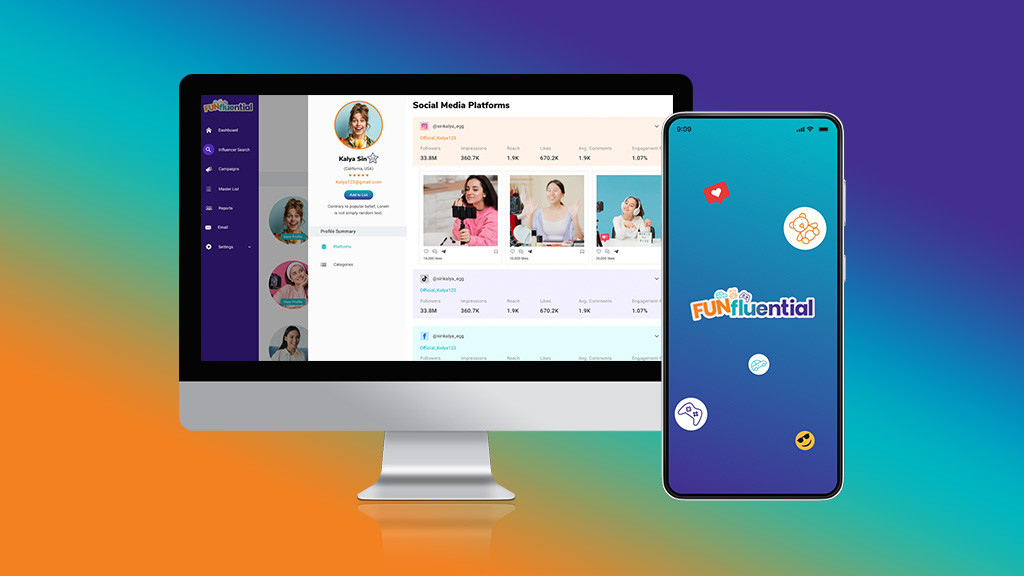 FUNfluential
Dashboard
Influencer Search
Campaigns
Master List
Reports
Email
Settings
View Profile
View Profile
Kalya Sin
(California, USA)
Kalya123@gmail.com
Add to List
Contrary to popular belief, Lorem
is not simply random text.
Profile Summary
Platforms
Categories
Social Media Platforms
@sinkalya_egg
Official_Kalya123
Followers Impressions Reach Likes Avg. Comments Engagement
33.8M 360.7K 1.9K 670.2K 1.9K 1.07%
10,000 likes
10,000 likes
70,000 likes
@sinkalya_egg
Official_Kalya123
Followers Impressions Reach Likes Avg. Comments Engagement
33.8M 360.7K 1.9K 670.2K 1.9K 1.07%
@sinkalya_egg
Official_Kalya123
Followers Impressions Reach Likes Avg. Comments Engagement
9:09
FUNfluential